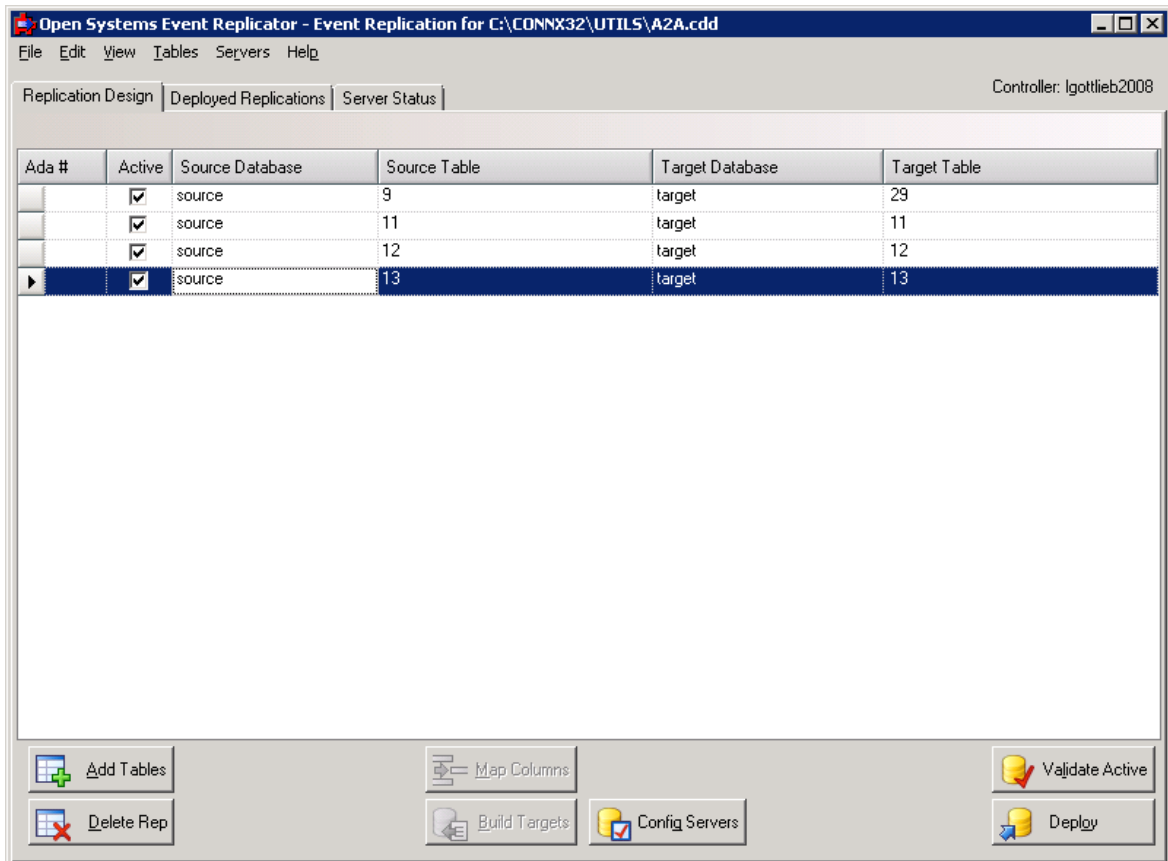 Open Systems Event Replicator - Event Replication for C:\CONNX32\UTILS\A2A.cdd
File Edit View Tables Servers Help
Controller: lgottlieb2008
Replication Design Deployed Replications Server Status
Ada # Active Source Database Source Table Target Database Target Table
source 9 target 29
source 11 target 11
source 12 target 12
source 13 target 13
Add Tables Map Columns Validate Active
Delete Rep Build Targets Config Servers Deploy